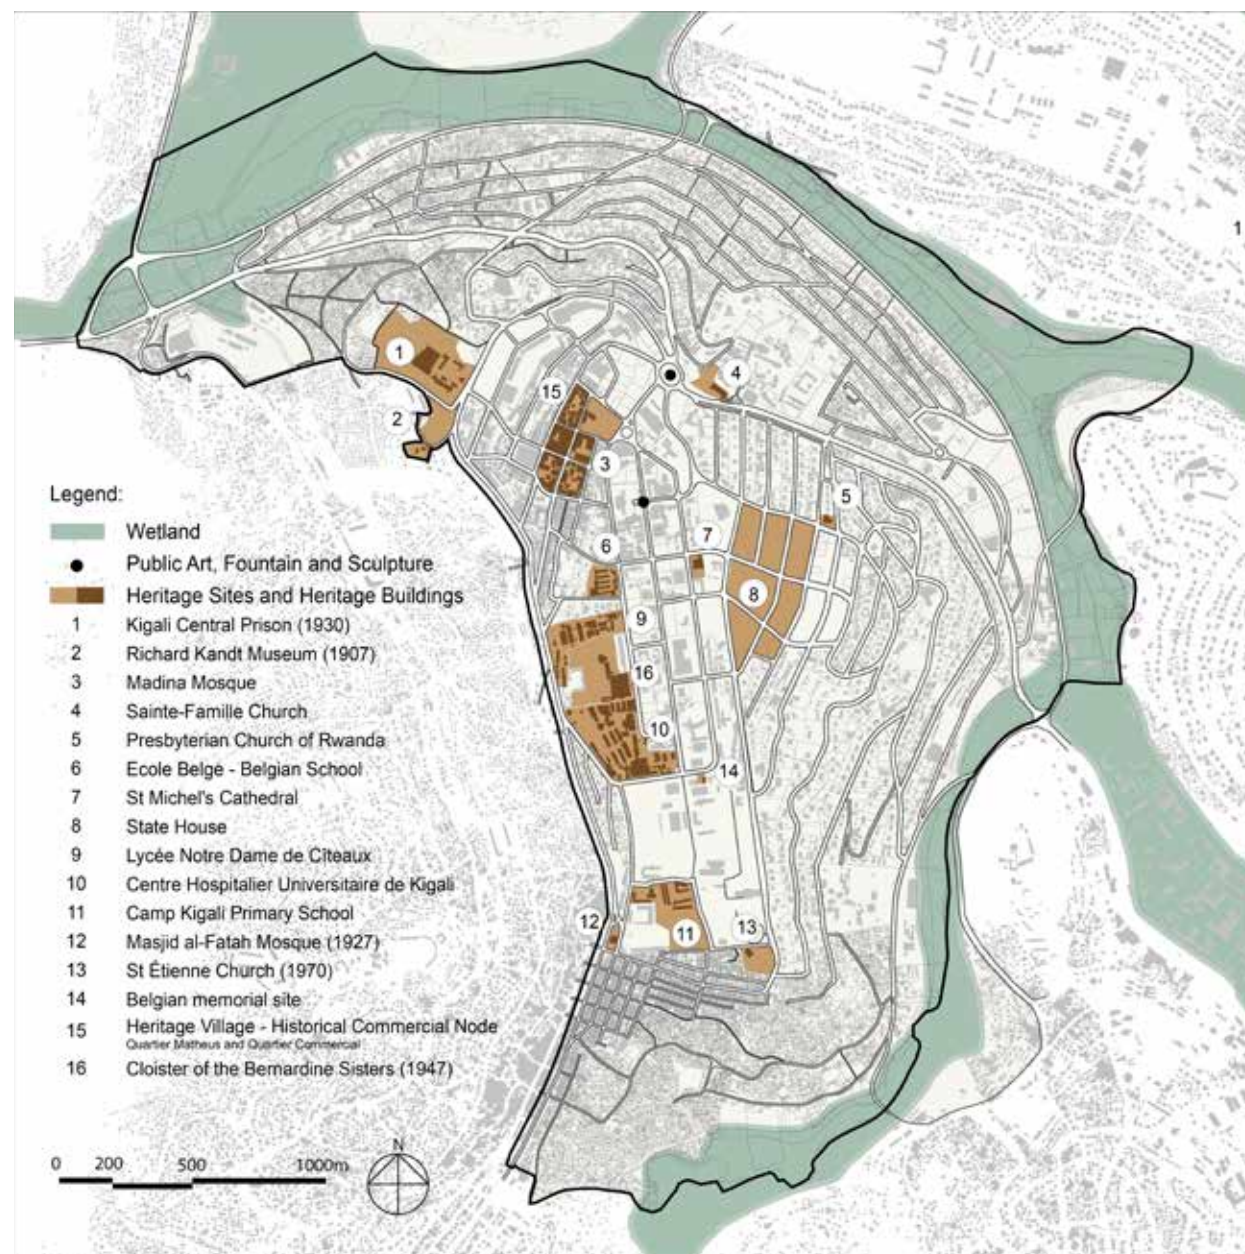 1
1
15
4
2
3
5
7
6
8
9
16
10
14
12
11
13
Legend:
Wetland
Public Art, Fountain and Sculpture
Heritage Sites and Heritage Buildings
1 Kigali Central Prison (1930)
2 Richard Kandt Museum (1907)
3 Madina Mosque
4 Sainte-Famille Church
5 Presbyterian Church of Rwanda
6 Ecole Belge - Belgian School
7 St Michel's Cathedral
8 State House
9 Lycée Notre Dame de Cîteaux
10 Centre Hospitalier Universitaire de Kigali
11 Camp Kigali Primary School
12 Masjid al-Fatah Mosque (1927)
13 St Étienne Church (1970)
14 Belgian memorial site
15 Heritage Village - Historical Commercial Node
Quartier Matheus and Quartier Commercial
16 Cloister of the Bernardine Sisters (1947)
0 200 500 1000m
N